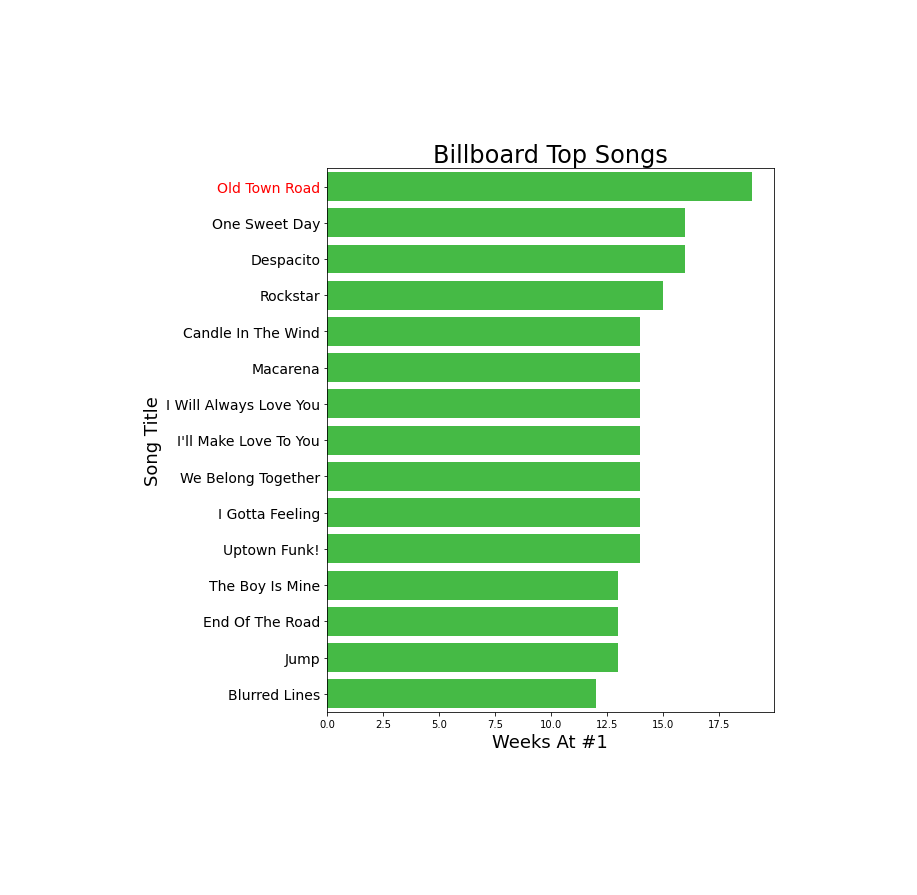 Billboard Top Songs
Song Title
Old Town Road
One Sweet Day
Despacito
Rockstar
Candle In The Wind
Macarena
I Will Always Love You
I'll Make Love To You
We Belong Together
I Gotta Feeling
Uptown Funk!
The Boy Is Mine
End Of The Road
Jump
Blurred Lines
0.0 2.5 5.0 7.5 10.0 12.5 15.0 17.5
Weeks At #1